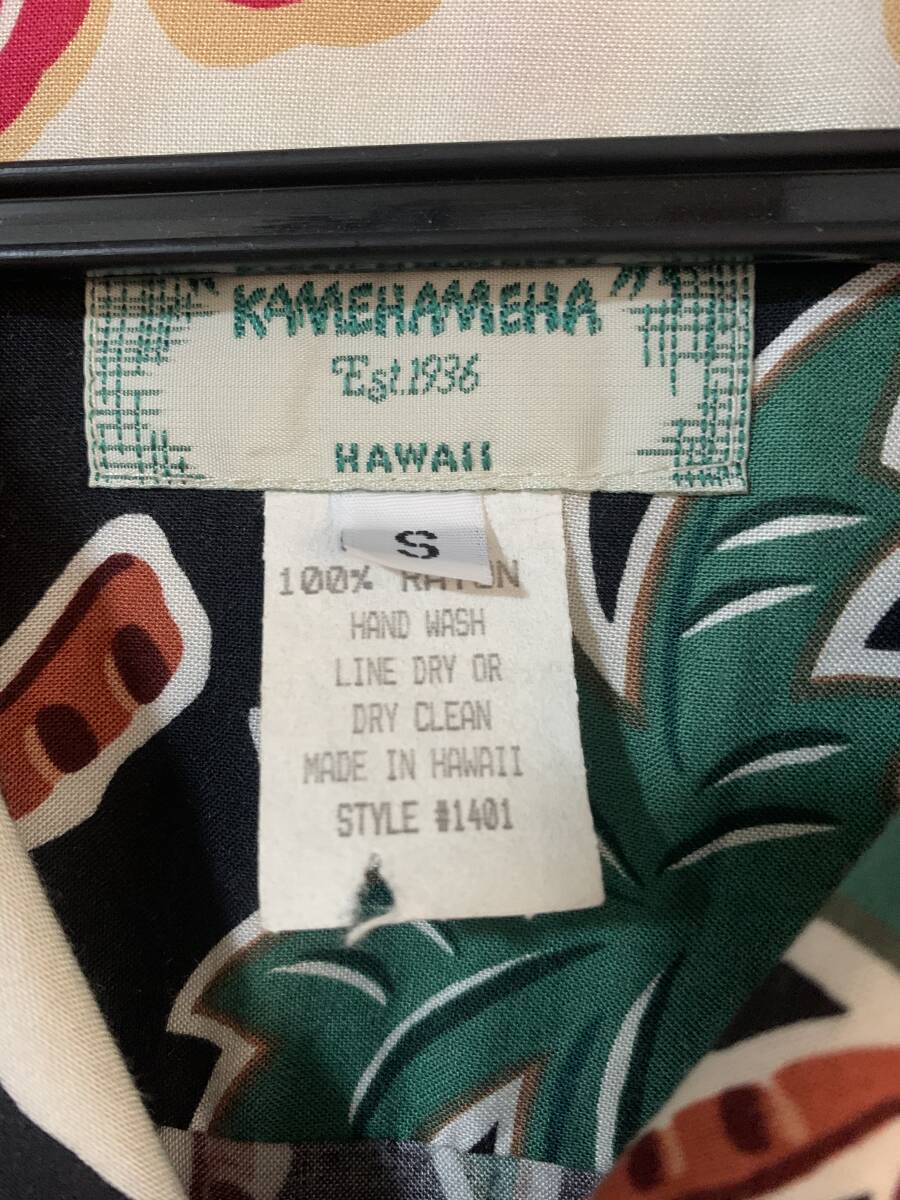 "KAMEHAMEHA"
Est.1936
HAWAII
S
100% RAYON
HAND WASH
LINE DRY OR
DRY CLEAN
MADE IN HAWAII
STYLE #1401